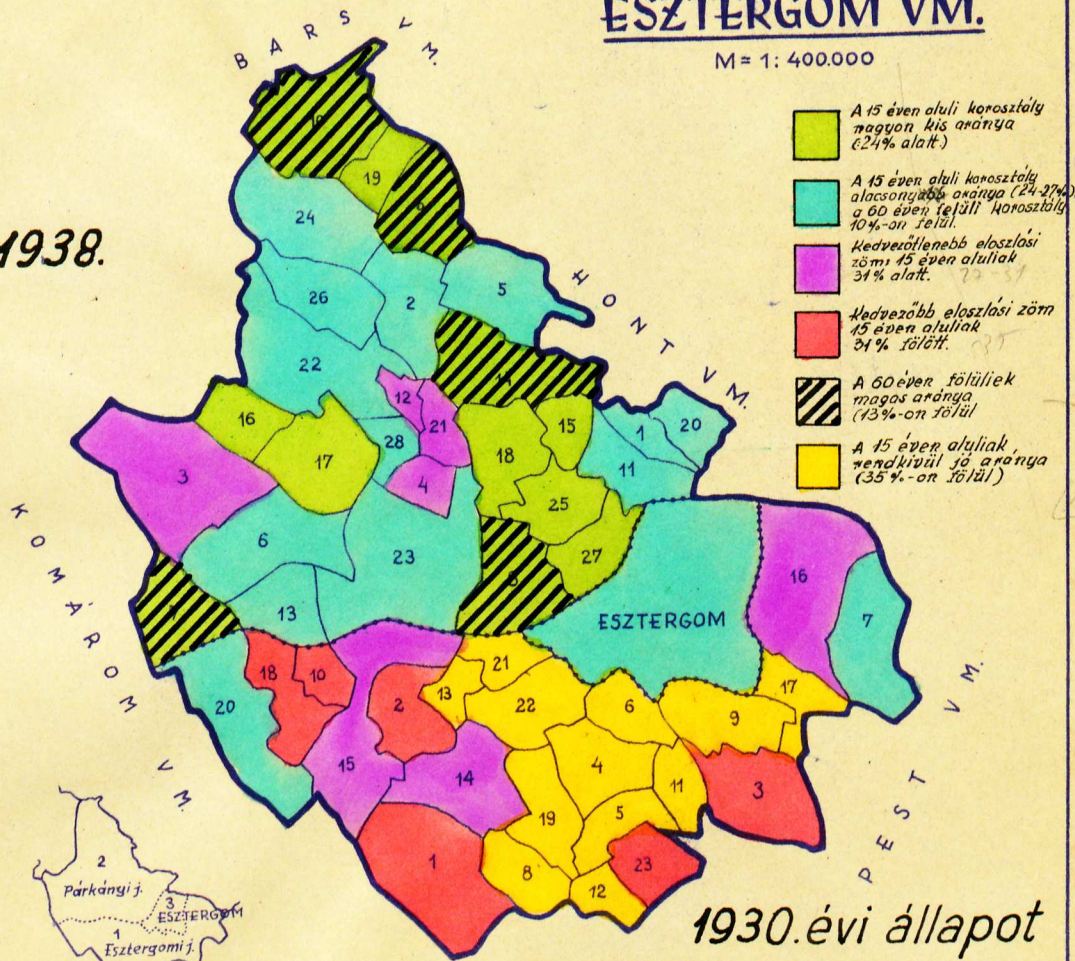 ESZTERGOM VM.
M= 1: 400.000
BARS VM.
A 15 éven aluli korosztály
nagyon kis aránya
(24% alatt.)
A 15 éven aluli korosztály
alacsonyabb aránya (24-27%)
a 60 éven felüli korosztály
10%-on felül.
Kedvezőtlenebb eloszlási
zöm; 15 éven aluliak
31% alatt.
27-31
Kedvezőbb eloszlási zöm
15 éven aluliak
31% fölött.
A 60 éven fölüliek
magas aránya
(13%-on fölül
A 15 éven aluliak
rendkívül jó aránya
(35%-on fölül)
1938.
HONT VM.
KOMÁROM VM.
PEST VM.
19
24
26
2
5
22
12
16
21
17
28
3
4
18
15
1
20
11
25
6
23
27
13
ESZTERGOM
16
7
18
10
20
2
13
21
22
6
9
17
15
14
4
11
3
19
5
1
8
23
12
2
Párkányi j.
3
ESZTERGOM
1
Esztergomi j.
1930. évi állapot